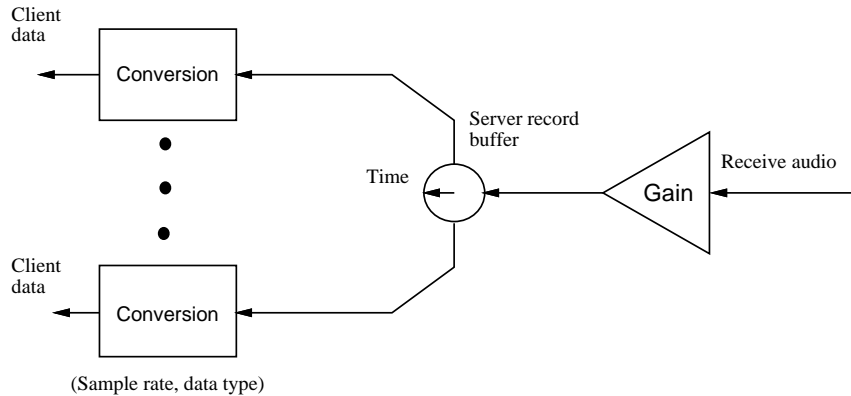 Client
data
Conversion
Server record
buffer
Time
Receive audio
Gain
Client
data
Conversion
(Sample rate, data type)